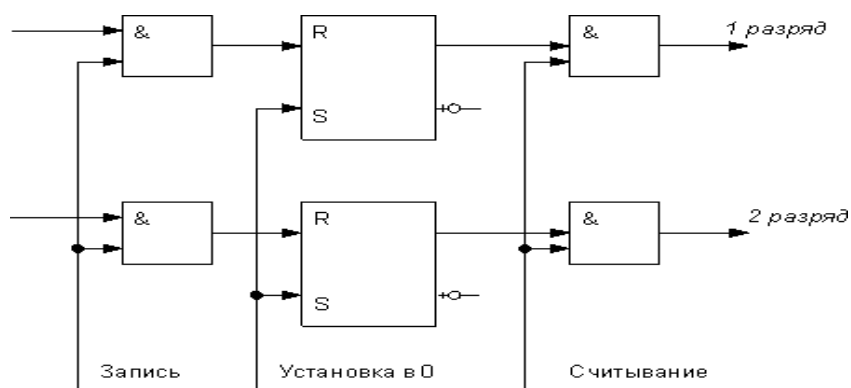 & R & 1 разряд
S
& R & 2 разряд
S
Запись Установка в 0 Считывание